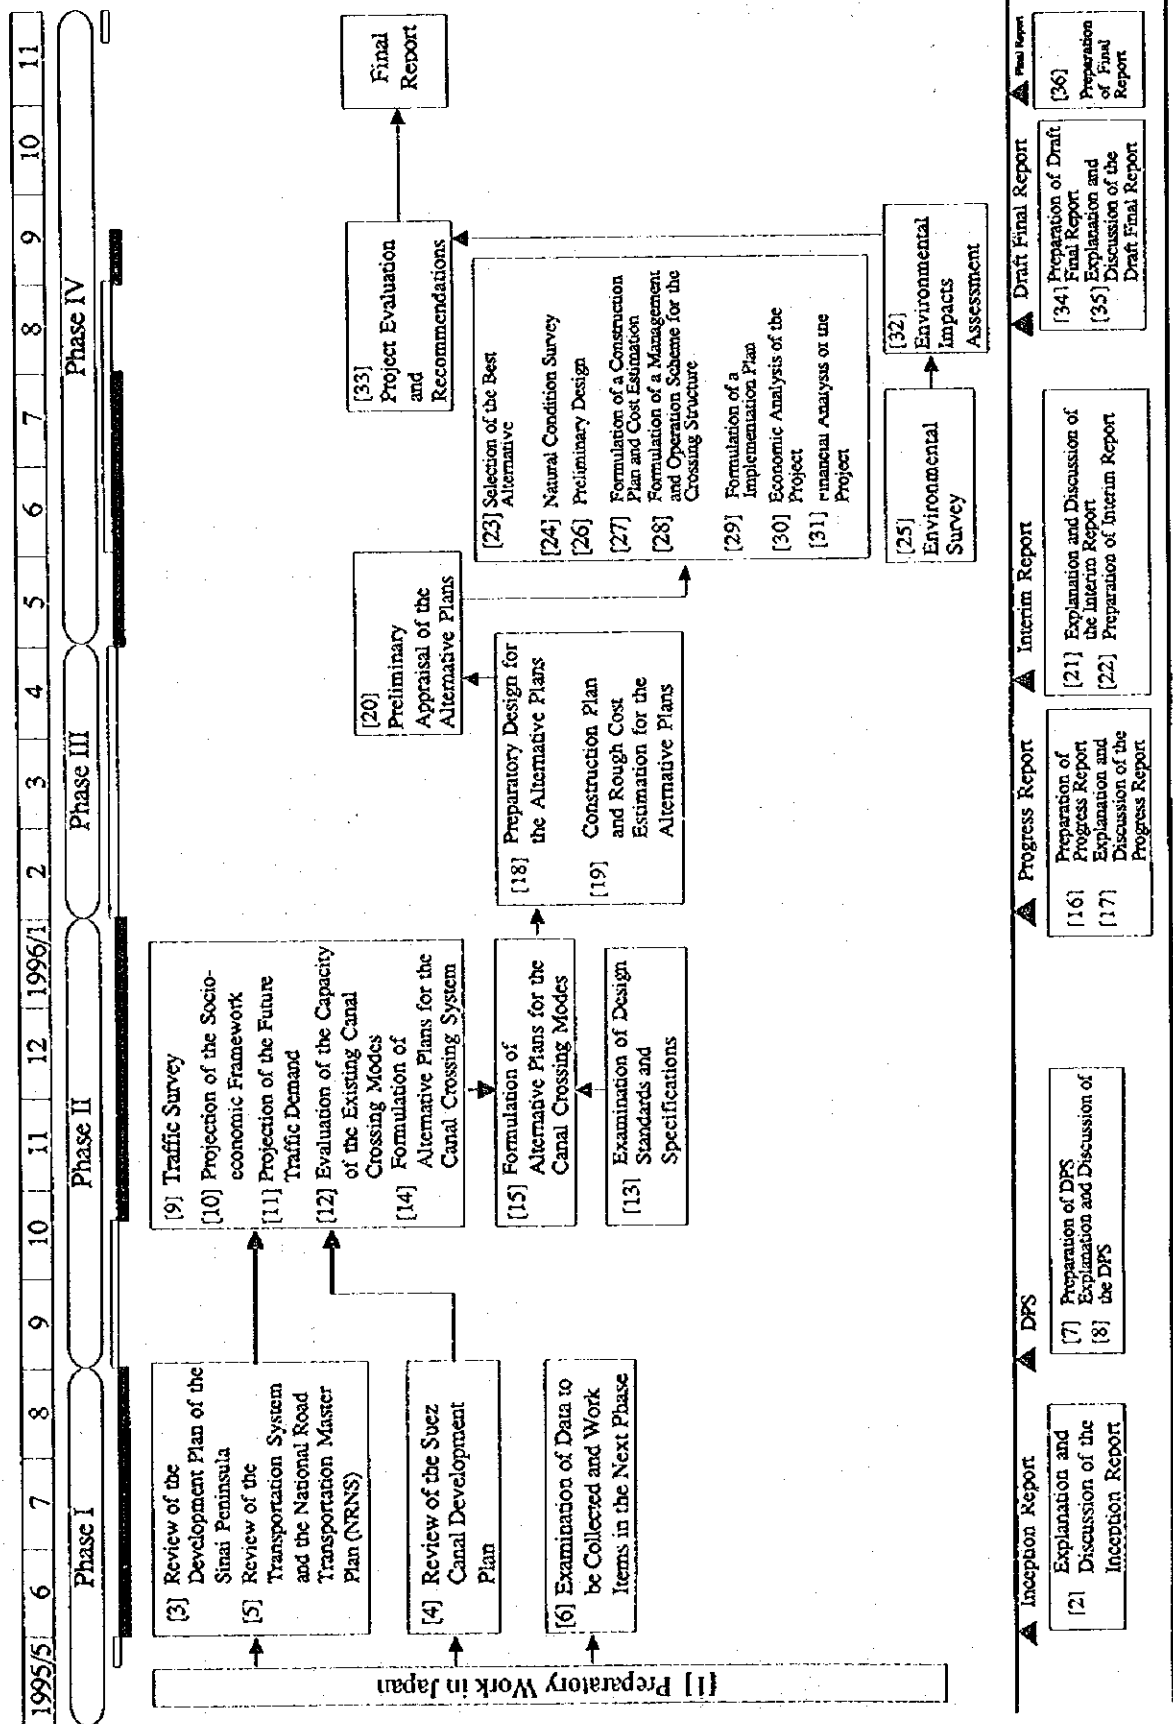 1995/5 6 7 8 9 10 11 12 1996/1 2 3 4 5 6 7 8 9 10 11
Phase I
Phase II
Phase III
Phase IV
[1] Preparatory Work in Japan
[3] Review of the
Development Plan of the
Sinai Peninsula
[5] Review of the
Transportation System
and the National Road
Transportation Master
Plan (NRNS)
[4] Review of the Suez
Canal Development
Plan
[6] Examination of Data to
be Collected and Work
Items in the Next Phase
[9] Traffic Survey
[10] Projection of the Socio-
economic Framework
[11] Projection of the Future
Traffic Demand
[12] Evaluation of the Capacity
of the Existing Canal
Crossing Modes
Formulation of
[14] Alternative Plans for the
Canal Crossing System
[15] Formulation of
Alternative Plans for the
Canal Crossing Modes
Examination of Design
[13] Standards and
Specifications
[18] Preparatory Design for
the Alternative Plans
[19] Construction Plan
and Rough Cost
Estimation for the
Alternative Plans
[20]
Preliminary
Appraisal of the
Alternative Plans
[23] Selection of the Best
Alternative
[24] Natural Condition Survey
[26] Preliminary Design
[27] Formulation of a Construction
Plan and Cost Estimation
[28] Formulation of a Management
and Operation Scheme for the
Crossing Structure
[29] Formulation of a
Implementation Plan
[30] Economic Analysis of the
Project
[31] Financial Analysis of the
Project
[25]
Environmental
Survey
[32]
Environmental
Impacts
Assessment
[33]
Project Evaluation
and
Recommendations
Final
Report
Inception Report
Explanation and
[2] Discussion of the
Inception Report
DPS
[7] Preparation of DPS
Explanation and Discussion of
[8] the DPS
Progress Report
Preparation of
[16] Progress Report
Explanation and
[17] Discussion of the
Progress Report
Interim Report
[21] Explanation and Discussion of
the Interim Report
[22] Preparation of Interim Report
Draft Final Report
[34] Preparation of Draft
Final Report
[35] Explanation and
Discussion of the
Draft Final Report
Final Report
[36]
Preparation
of Final
Report